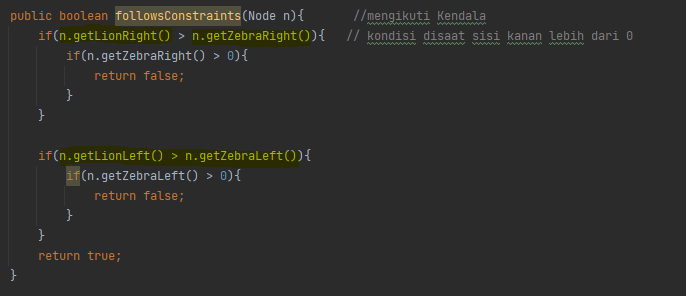 public boolean followsConstraints(Node n){ //mengikuti Kendala
if(n.getLionRight() > n.getZebraRight()){ // kondisi disaat sisi kanan lebih dari 0
if(n.getZebraRight() > 0){
return false;
}
}
if(n.getLionLeft() > n.getZebraLeft()){
if(n.getZebraLeft() > 0){
return false;
}
}
return true;
}